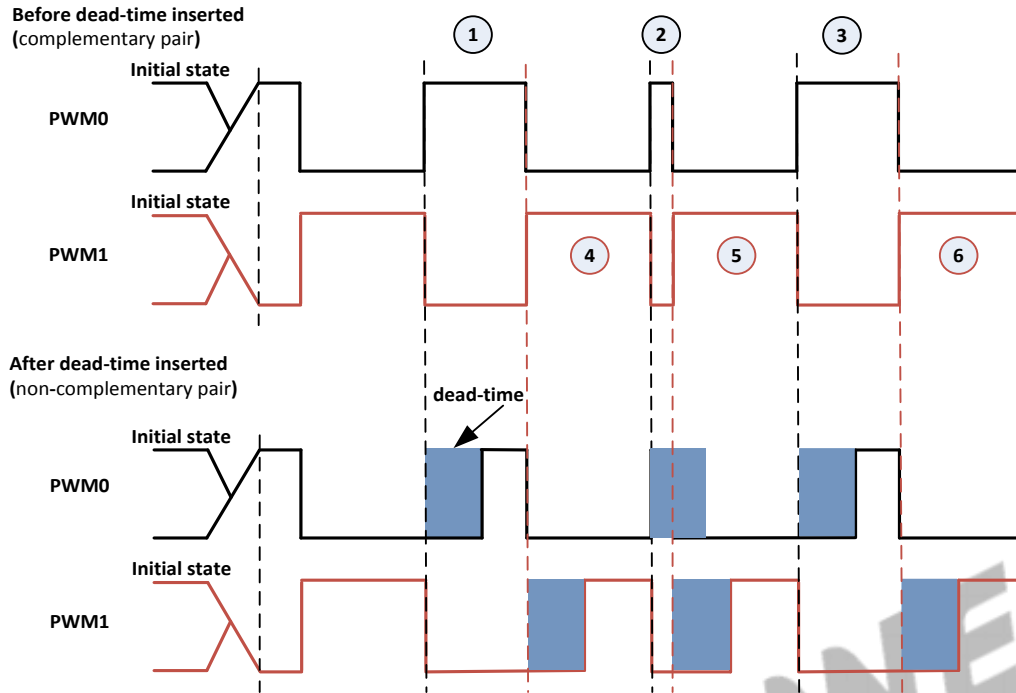 Before dead-time inserted
(complementary pair)
1
2
3
Initial state
PWM0
Initial state
PWM1
4
5
6
After dead-time inserted
(non-complementary pair)
dead-time
Initial state
PWM0
Initial state
PWM1